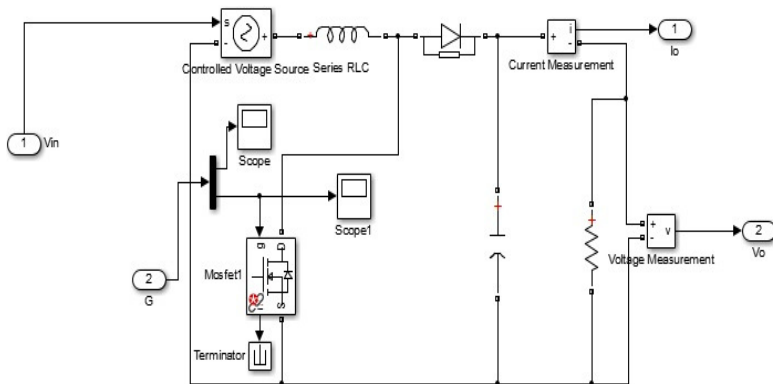 s
-
+
Controlled Voltage Source
Series RLC
+
i
-
Current Measurement
1
Io
1
Vin
Scope
Scope1
2
G
g
D
S
Mosfet1
Terminator
+
-
v
Voltage Measurement
2
Vo